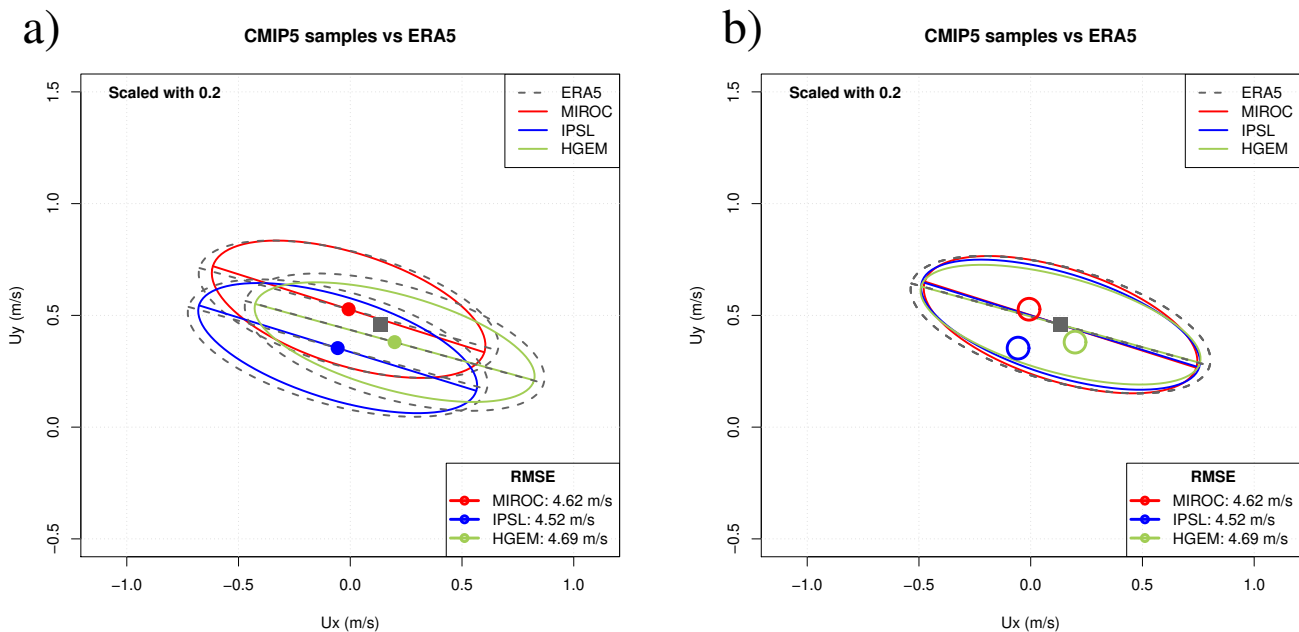 a)
CMIP5 samples vs ERA5
Scaled with 0.2
ERA5
MIROC
IPSL
HGEM
1.5
1.0
0.5
0.0
−0.5
Uy (m/s)
RMSE
MIROC: 4.62 m/s
IPSL: 4.52 m/s
HGEM: 4.69 m/s
−1.0 −0.5 0.0 0.5 1.0
Ux (m/s)
b)
CMIP5 samples vs ERA5
Scaled with 0.2
ERA5
MIROC
IPSL
HGEM
1.5
1.0
0.5
0.0
−0.5
Uy (m/s)
RMSE
MIROC: 4.62 m/s
IPSL: 4.52 m/s
HGEM: 4.69 m/s
−1.0 −0.5 0.0 0.5 1.0
Ux (m/s)